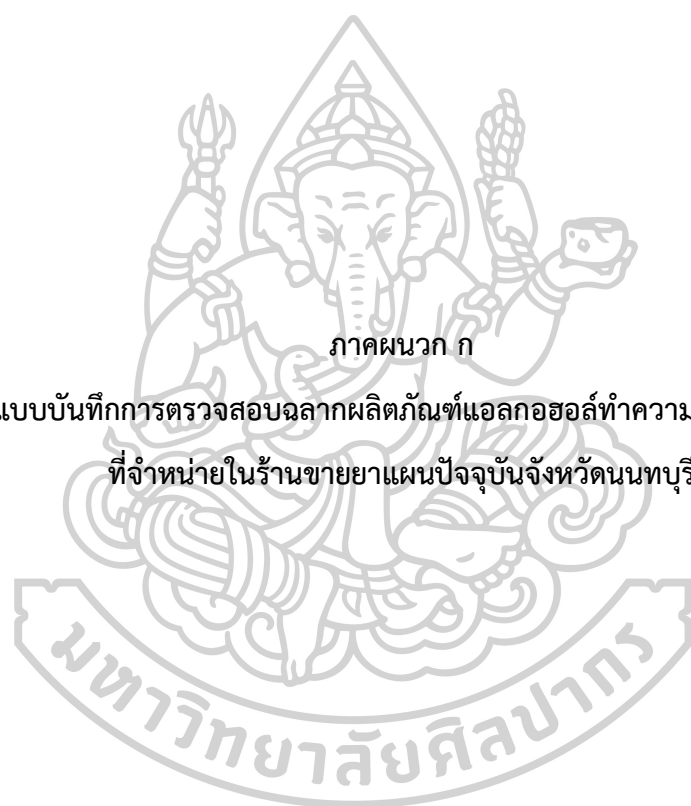 ภาคผนวก ก
แบบบันทึกการตรวจสอบฉลากผลิตภัณฑ์แอลกอฮอล์ทำความ
ที่จำหน่ายในร้านขายยาแผนปัจจุบันจังหวัดนนทบุรี
มหาวิทยาลัยศิลปากร